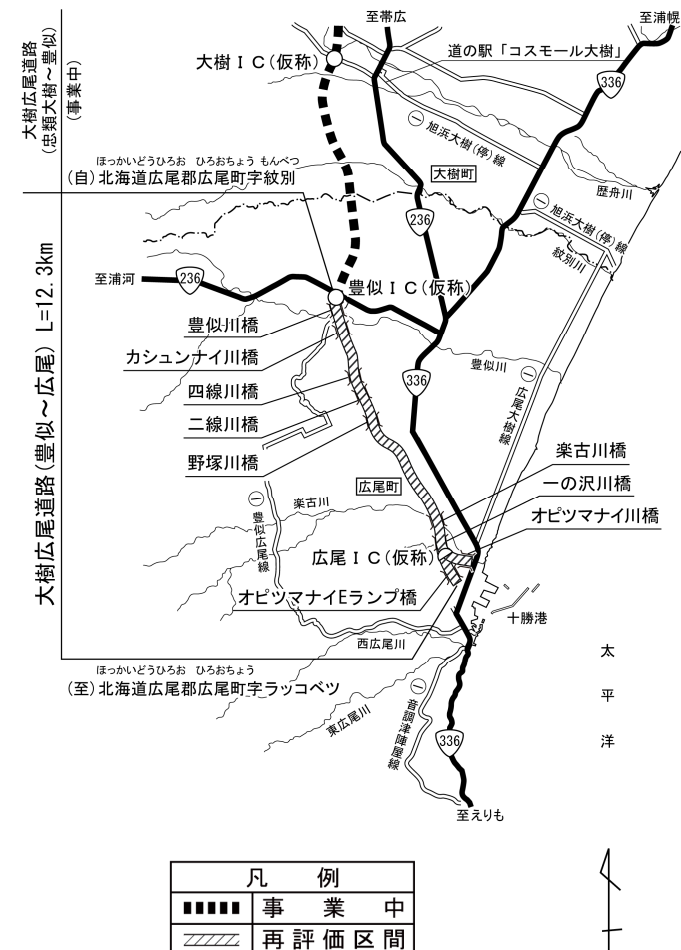 至帯広
至浦幌
大樹ＩＣ(仮称)
道の駅「コスモール大樹」
336
大樹広尾道路
(忠類大樹～豊似)
(事業中)
㊀ 旭浜大樹(停)線
大樹町
ほっかいどうひろお ひろおちょう もんべつ
(自)北海道広尾郡広尾町字紋別
歴舟川
236
㊀ 旭浜大樹(停)線
紋別川
至浦河
236
豊似ＩＣ(仮称)
大樹広尾道路(豊似～広尾) L=12.3km
豊似川橋
カシュンナイ川橋
豊似川
336
四線川橋
㊀ 広尾大樹線
二線川橋
野塚川橋
楽古川橋
広尾町
一の沢川橋
楽古川
㊀ 豊似広尾線
オピツマナイ川橋
広尾ＩＣ(仮称)
オピツマナイEランプ橋
十勝港
西広尾川
太平洋
ほっかいどうひろお ひろおちょう
(至)北海道広尾郡広尾町字ラッコベツ
㊀ 音調津陣屋線
東広尾川
336
至えりも
凡例
事業中
再評価区間